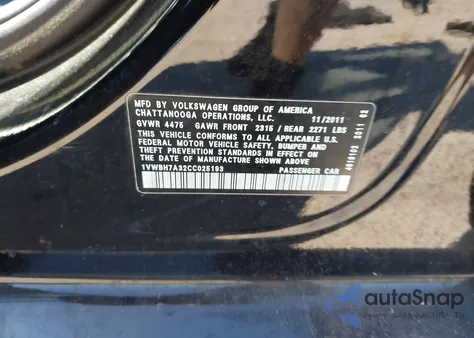 MFD BY VOLKSWAGEN GROUP OF AMERICA
CHATTANOOGA OPERATIONS, LLC. 11/2011
GVWR 4475 GAWR FRONT 2315 / REAR 2271 LBS
THIS VEHICLE CONFORMS TO ALL APPLICABLE U.S.
FEDERAL MOTOR VEHICLE SAFETY, BUMPER AND
THEFT PREVENTION STANDARDS IN EFFECT ON
THE DATE OF MANUFACTURE SHOWN ABOVE
1VWBH7A32CC025193 PASSENGER CAR
2011 02
autoSnap